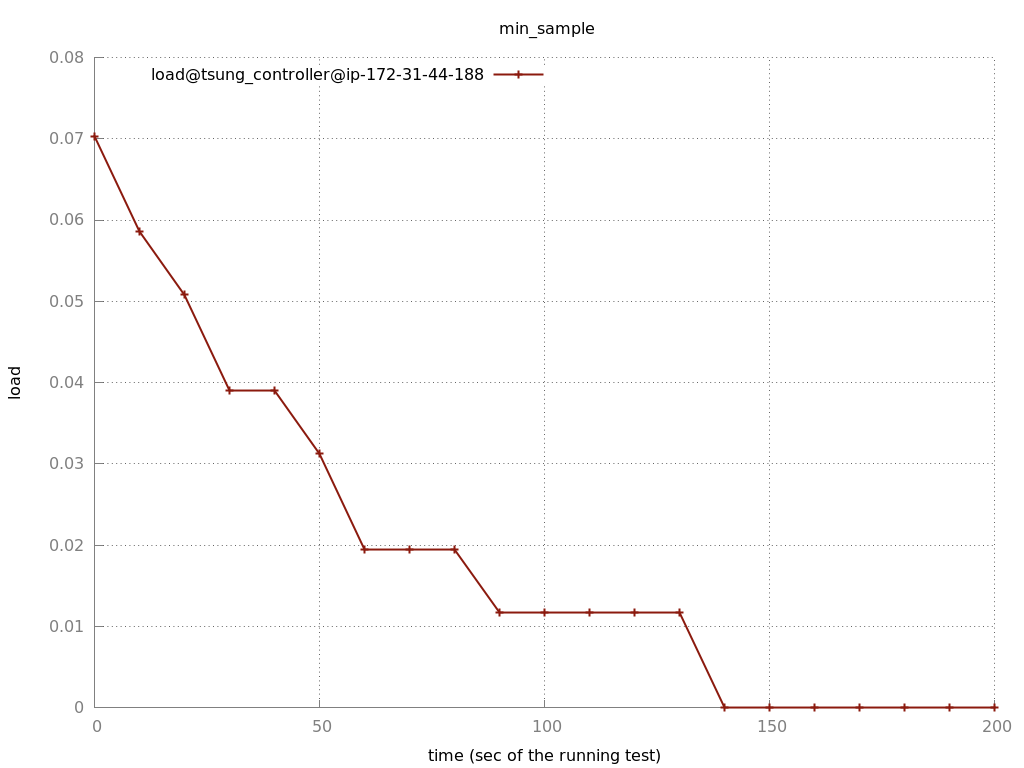 min_sample
0.08
load@tsung_controller@ip-172-31-44-188
0.07
0.06
0.05
0.04
load
0.03
0.02
0.01
0
0 50 100 150 200
time (sec of the running test)